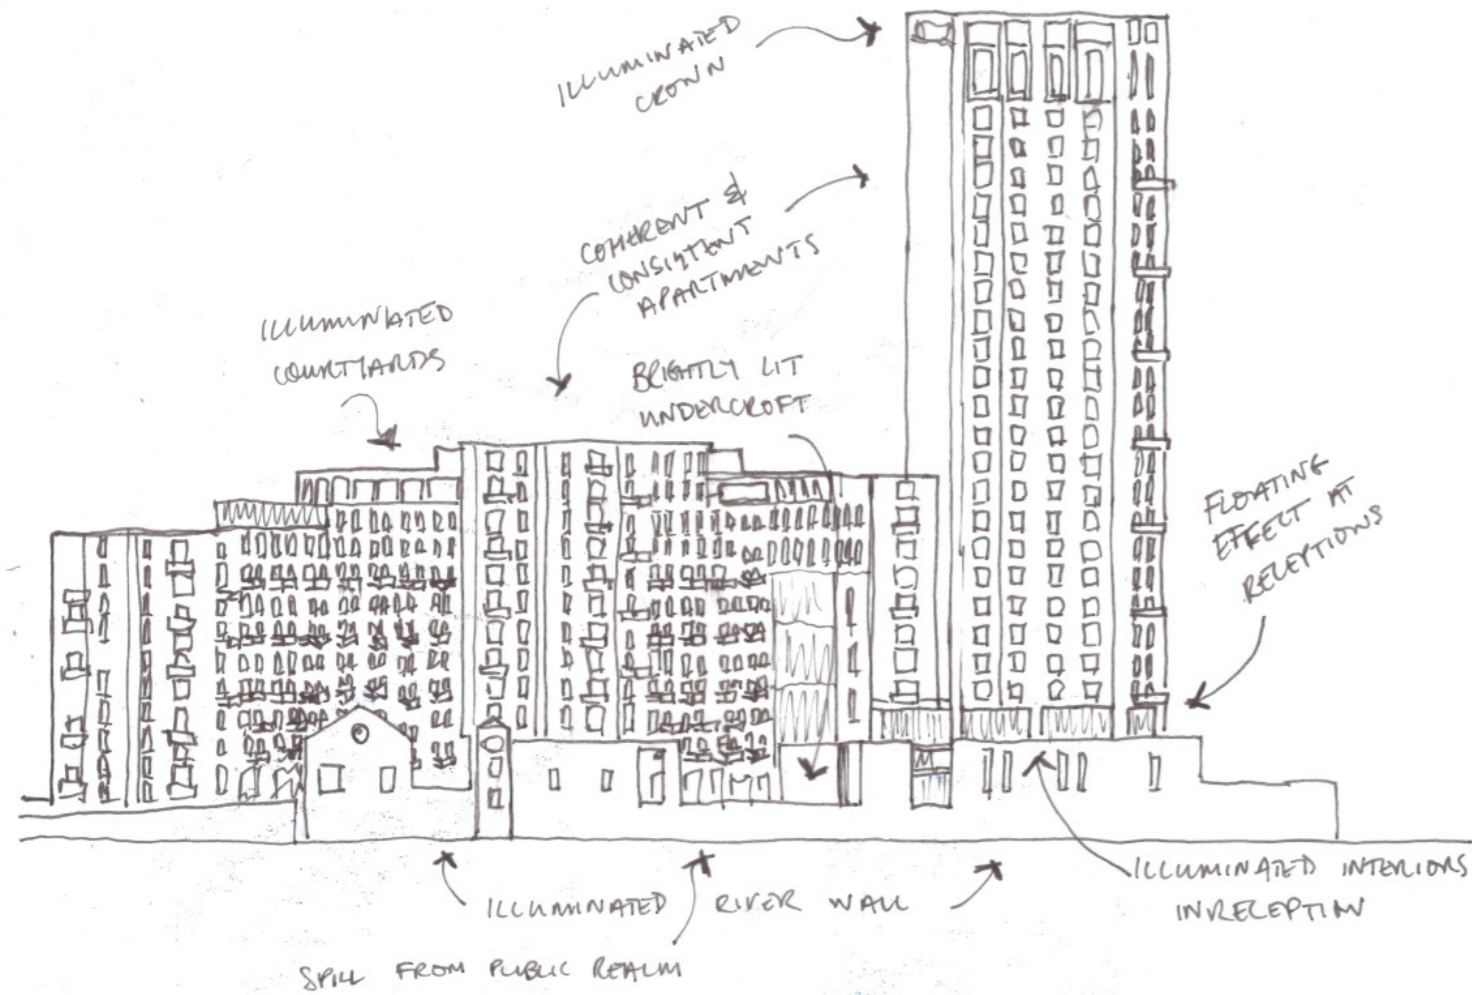 ILLUMINATED
CROWN
COHERENT &
CONSISTENT
APARTMENTS
ILLUMINATED
COURTYARDS
BRIGHTLY LIT
UNDERCROFT
FLOATING
EFFECT AT
RECEPTIONS
ILLUMINATED INTERIORS
IN RECEPTION
ILLUMINATED RIVER WALL
SPILL FROM PUBLIC REALM